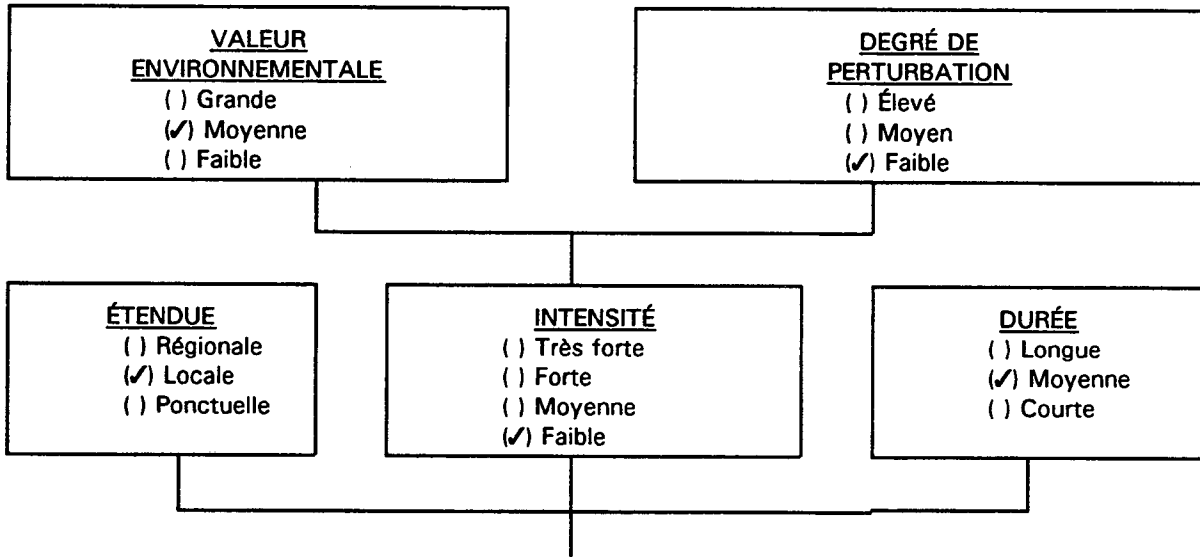 VALEUR
ENVIRONNEMENTALE
( ) Grande
(✓) Moyenne
( ) Faible
DEGRÉ DE
PERTURBATION
( ) Élevé
( ) Moyen
(✓) Faible
ÉTENDUE
( ) Régionale
(✓) Locale
( ) Ponctuelle
INTENSITÉ
( ) Très forte
( ) Forte
( ) Moyenne
(✓) Faible
DURÉE
( ) Longue
(✓) Moyenne
( ) Courte